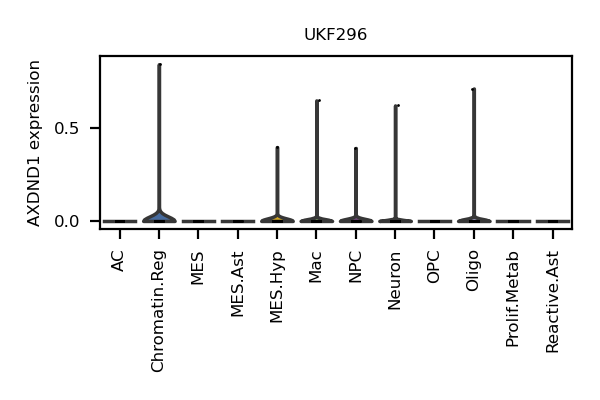 UKF296
AXDND1 expression
0.5
0.0
AC
Chromatin.Reg
MES
MES.Ast
MES.Hyp
Mac
NPC
Neuron
OPC
Oligo
Prolif.Metab
Reactive.Ast